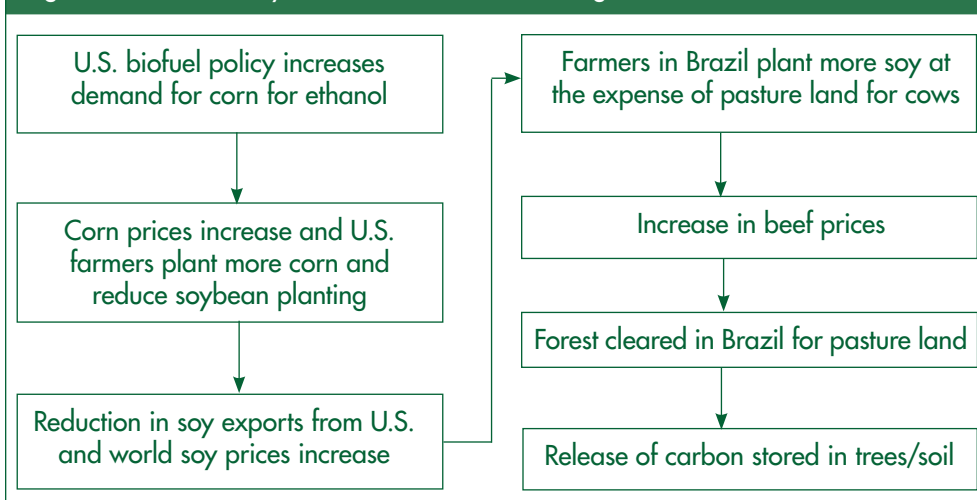 U.S. biofuel policy increases
demand for corn for ethanol
Corn prices increase and U.S.
farmers plant more corn and
reduce soybean planting
Reduction in soy exports from U.S.
and world soy prices increase
Farmers in Brazil plant more soy at
the expense of pasture land for cows
Increase in beef prices
Forest cleared in Brazil for pasture land
Release of carbon stored in trees/soil